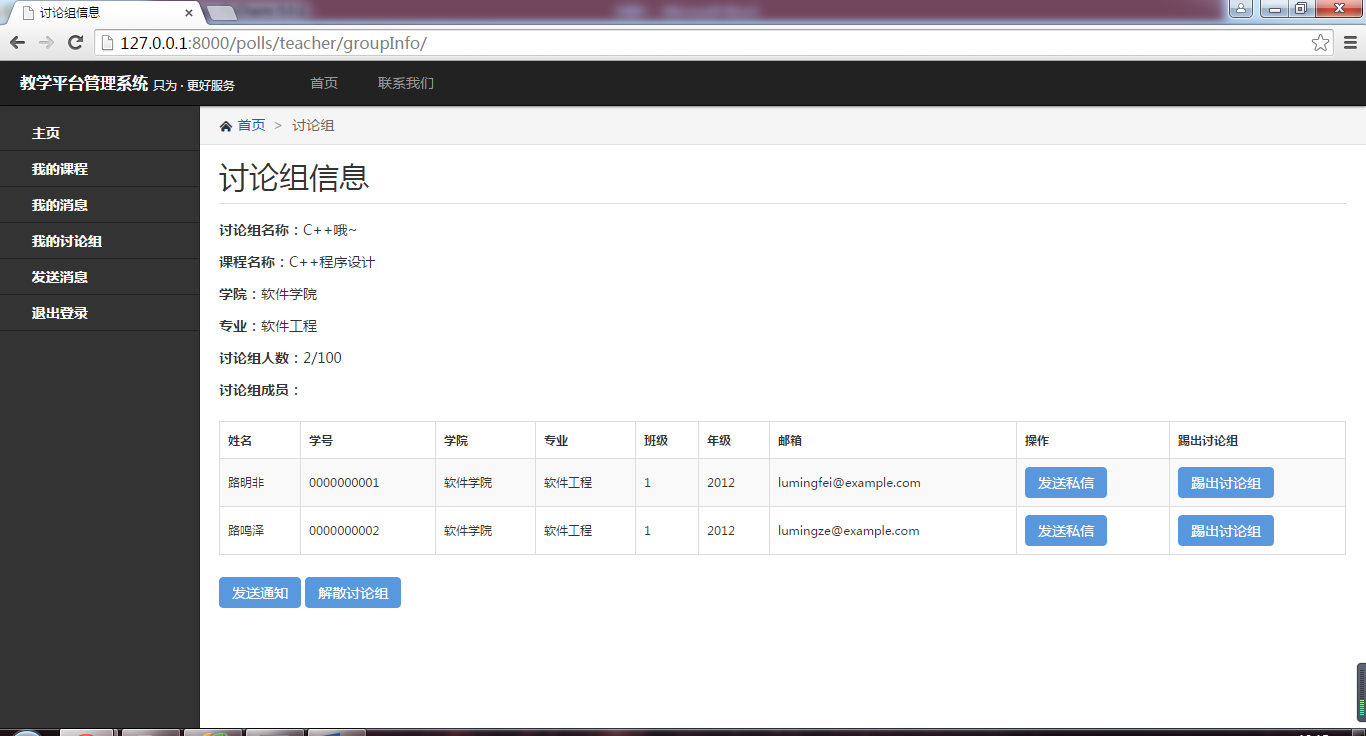 讨论组信息
127.0.0.1:8000/polls/teacher/groupInfo/
教学平台管理系统 只为 · 更好服务 首页 联系我们
主页
我的课程
我的消息
我的讨论组
发送消息
退出登录
首页 > 讨论组
讨论组信息
讨论组名称：C++哦~
课程名称：C++程序设计
学院：软件学院
专业：软件工程
讨论组人数：2/100
讨论组成员：
姓名 学号 学院 专业 班级 年级 邮箱 操作 踢出讨论组
路明非 0000000001 软件学院 软件工程 1 2012 lumingfei@example.com 发送私信 踢出讨论组
路鸣泽 0000000002 软件学院 软件工程 1 2012 lumingze@example.com 发送私信 踢出讨论组
发送通知 解散讨论组